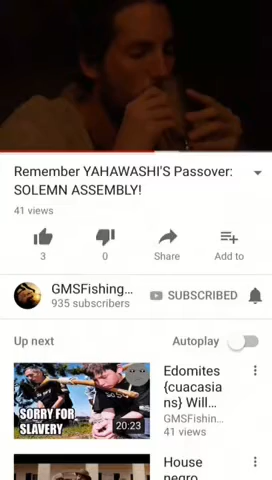 Remember YAHAWASHI'S Passover:
SOLEMN ASSEMBLY!
41 views
3
0
Share
Add to
GMSFishing...
935 subscribers
SUBSCRIBED
Up next
Autoplay
SORRY FOR
SLAVERY
20:23
Edomites
{cuacasia
ns} Will...
GMSFishin...
41 views
House
negro